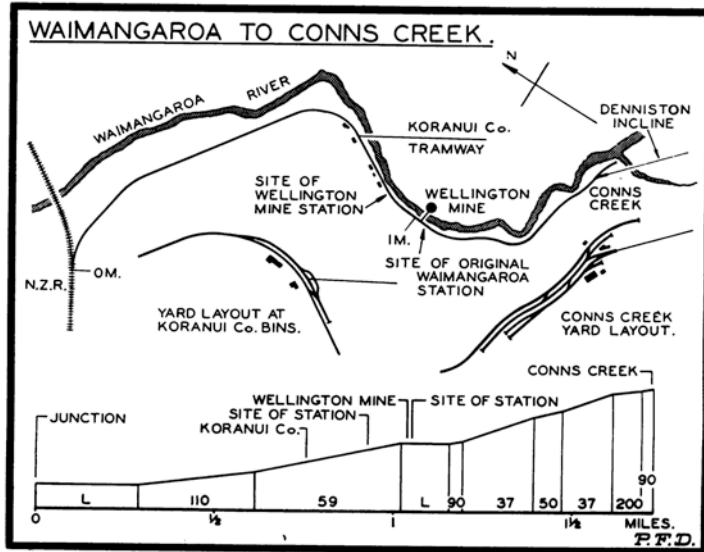 WAIMANGAROA TO CONNS CREEK.
N
WAIMANGAROA RIVER
DENNISTON
INCLINE
KORANUI Co.
TRAMWAY
SITE OF
WELLINGTON
MINE STATION
WELLINGTON
MINE
CONNS
CREEK
1M.
SITE OF ORIGINAL
WAIMANGAROA
STATION
N.Z.R.
0M.
YARD LAYOUT AT
KORANUI Co. BINS.
CONNS CREEK
YARD LAYOUT.
CONNS CREEK
WELLINGTON MINE
SITE OF STATION
JUNCTION
SITE OF STATION
KORANUI Co.
90
L 110 59 L 90 37 50 37 200
0 ½ 1 1½ MILES.
P.F.D.